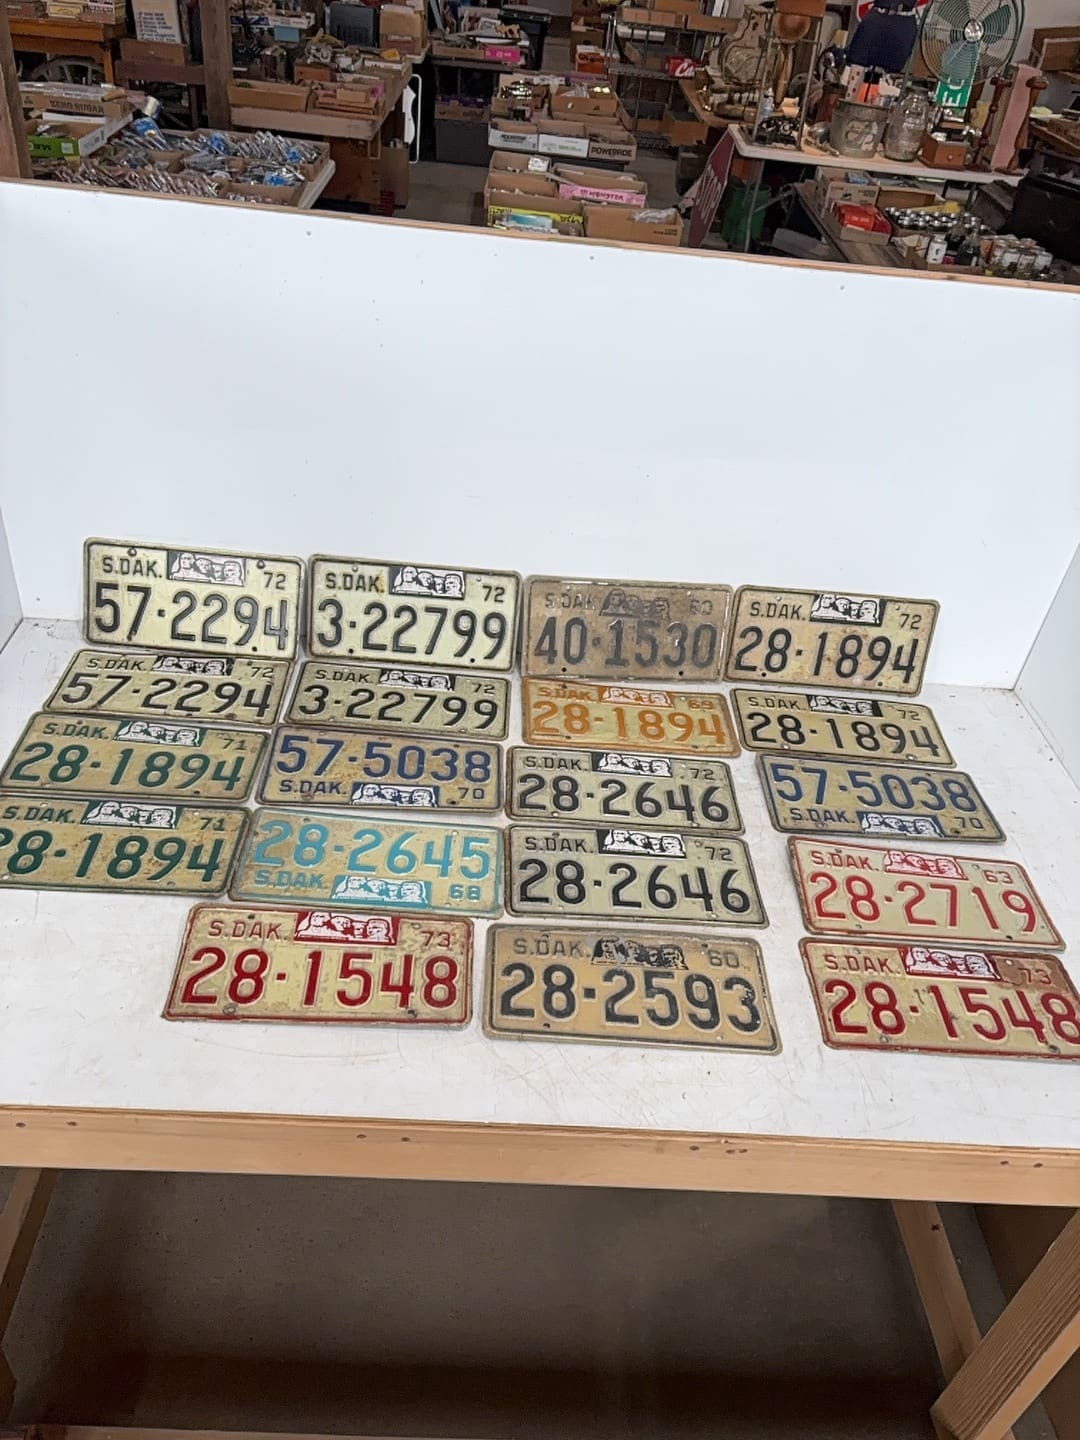 POWERADE
MONSTER
S.DAK. 72
57-2294
S.DAK. 72
3-22799
S.DAK. 60
40-1530
S.DAK. 72
28-1894
S.DAK. 72
57-2294
S.DAK. 72
3-22799
S.DAK. 69
28-1894
S.DAK. 72
28-1894
S.DAK. 71
28-1894
57-5038
S.DAK. 70
S.DAK. 72
28-2646
57-5038
S.DAK. 70
S.DAK. 71
28-1894
28-2645
S.DAK. 68
S.DAK. 72
28-2646
S.DAK. 63
28-2719
S.DAK. 73
28-1548
S.DAK. 60
28-2593
S.DAK. 73
28-1548